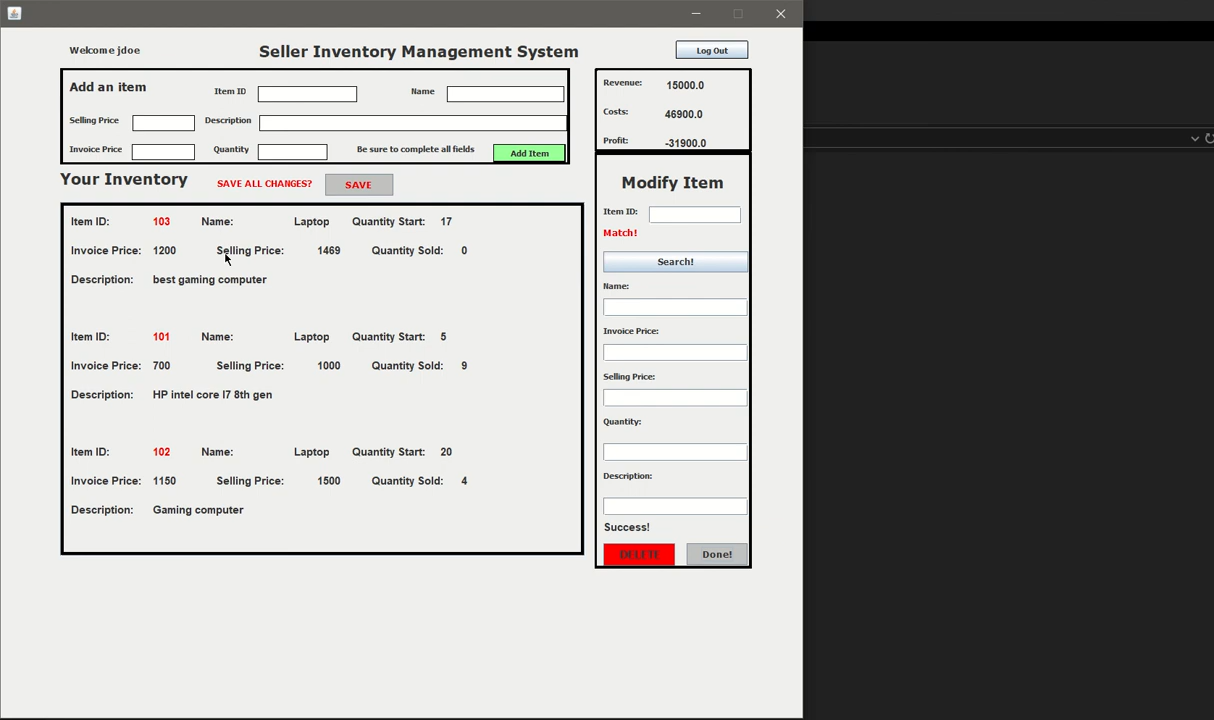 Welcome jdoe
Seller Inventory Management System
Log Out
Add an item
Item ID
Name
Selling Price
Description
Invoice Price
Quantity
Be sure to complete all fields
Add Item
Revenue: 15000.0
Costs: 46900.0
Profit: -31900.0
Your Inventory
SAVE ALL CHANGES?
SAVE
Item ID: 103 Name: Laptop Quantity Start: 17
Invoice Price: 1200 Selling Price: 1469 Quantity Sold: 0
Description: best gaming computer
Item ID: 101 Name: Laptop Quantity Start: 5
Invoice Price: 700 Selling Price: 1000 Quantity Sold: 9
Description: HP intel core I7 8th gen
Item ID: 102 Name: Laptop Quantity Start: 20
Invoice Price: 1150 Selling Price: 1500 Quantity Sold: 4
Description: Gaming computer
Modify Item
Item ID:
Match!
Search!
Name:
Invoice Price:
Selling Price:
Quantity:
Description:
Success!
DELETE
Done!